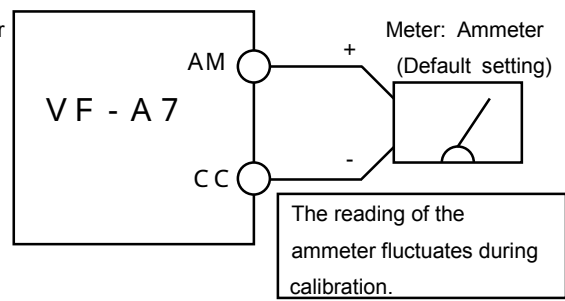 r
Meter: Ammeter
(Default setting)
AM
+
VF-A7
-
CC
The reading of the
ammeter fluctuates during
calibration.